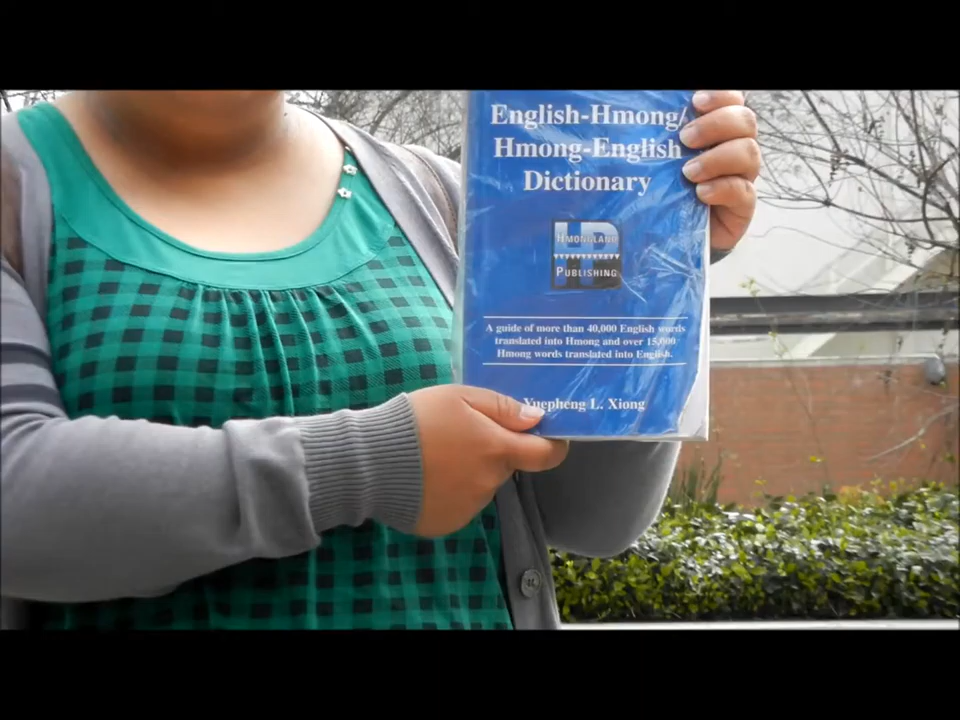 English-Hmong/
Hmong-English
Dictionary
HMONGLAND
PUBLISHING
A guide of more than 40,000 English words
translated into Hmong and over 15,000
Hmong words translated into English.
Yuepheng L. Xiong